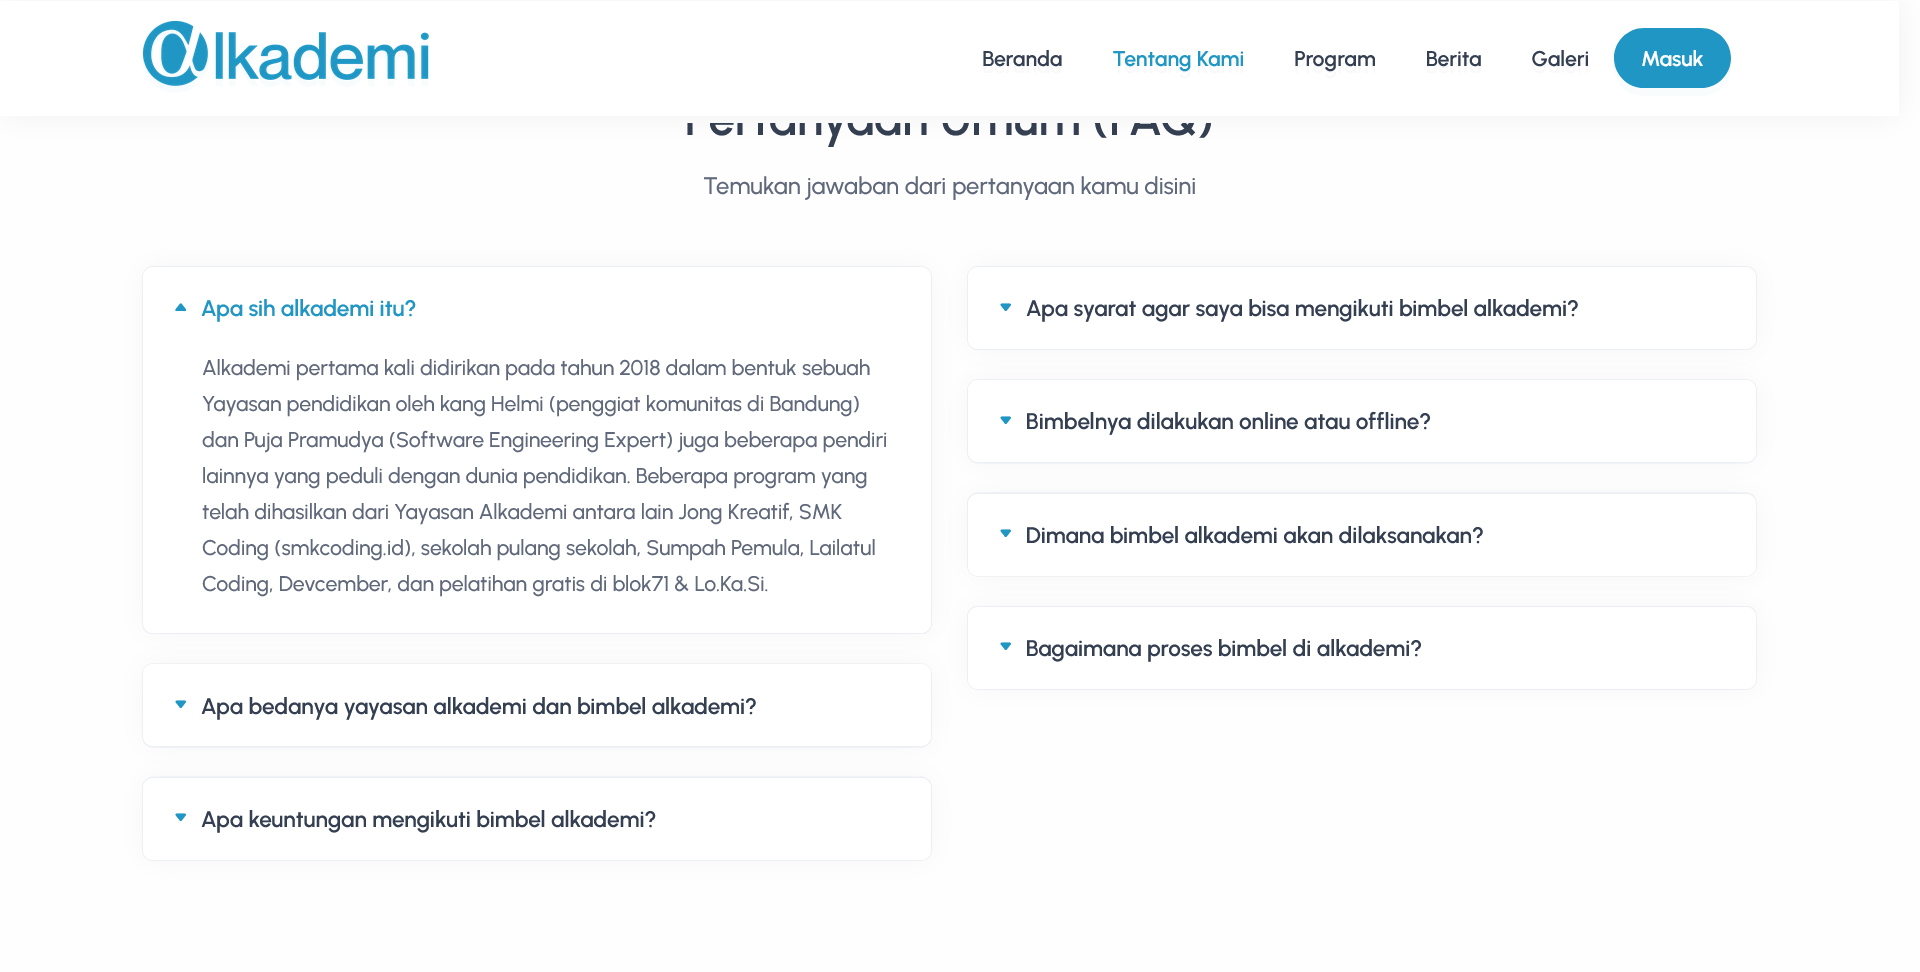 alkademi
Beranda
Tentang Kami
Program
Berita
Galeri
Masuk
Pertanyaan Umum (FAQ)
Temukan jawaban dari pertanyaan kamu disini
Apa sih alkademi itu?
Alkademi pertama kali didirikan pada tahun 2018 dalam bentuk sebuah
Yayasan pendidikan oleh kang Helmi (penggiat komunitas di Bandung)
dan Puja Pramudya (Software Engineering Expert) juga beberapa pendiri
lainnya yang peduli dengan dunia pendidikan. Beberapa program yang
telah dihasilkan dari Yayasan Alkademi antara lain Jong Kreatif, SMK
Coding (smkcoding.id), sekolah pulang sekolah, Sumpah Pemula, Lailatul
Coding, Devcember, dan pelatihan gratis di blok71 & Lo.Ka.Si.
Apa bedanya yayasan alkademi dan bimbel alkademi?
Apa keuntungan mengikuti bimbel alkademi?
Apa syarat agar saya bisa mengikuti bimbel alkademi?
Bimbelnya dilakukan online atau offline?
Dimana bimbel alkademi akan dilaksanakan?
Bagaimana proses bimbel di alkademi?